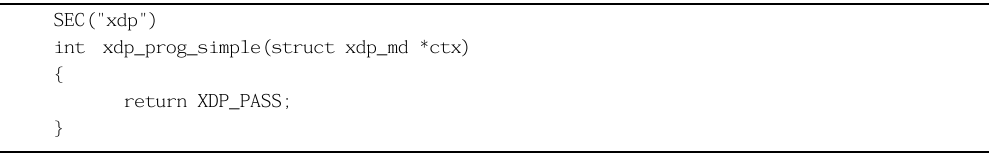 SEC("xdp")
int xdp_prog_simple(struct xdp_md *ctx)
{
return XDP_PASS;
}